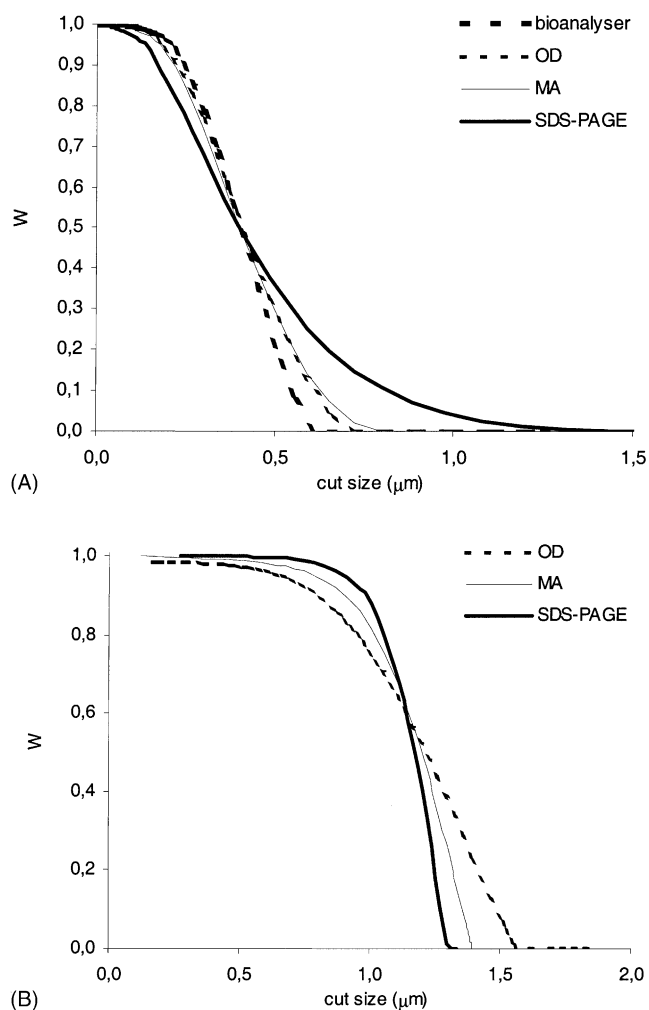 1,0
0,9
0,8
0,7
0,6
0,5
0,4
0,3
0,2
0,1
0,0
W
bioanalyser
OD
MA
SDS-PAGE
0,0 0,5 1,0 1,5
cut size (μm)
(A)
1,0
0,8
0,6
0,4
0,2
0,0
W
OD
MA
SDS-PAGE
0,0 0,5 1,0 1,5 2,0
cut size (μm)
(B)